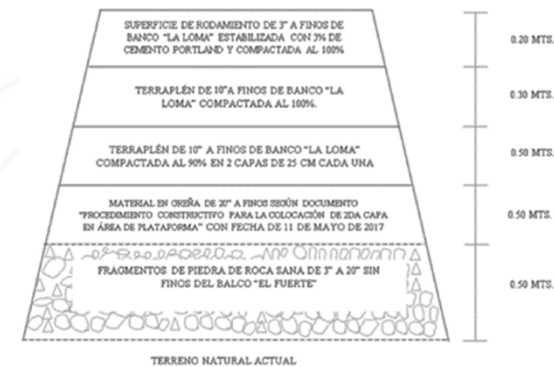 SUPERFICIE DE RODAMIENTO DE 3" A FINOS DE
BANCO "LA LOMA" ESTABILIZADA CON 3% DE
CEMENTO PORTLAND Y COMPACTADA AL 100%
0.20 MTS.
TERRAPLÉN DE 10"A FINOS DE BANCO "LA
LOMA" COMPACTADA AL 100%.
0.30 MTS.
TERRAPLÉN DE 10" A FINOS DE BANCO "LA LOMA"
COMPACTADA AL 90% EN 2 CAPAS DE 25 CM CADA UNA
0.50 MTS.
MATERIAL EN GREÑA DE 20" A FINOS SEGÚN DOCUMENTO
"PROCEDIMIENTO CONSTRUCTIVO PARA LA COLOCACIÓN DE 2DA CAPA
EN ÁREA DE PLATAFORMA" CON FECHA DE 11 DE MAYO DE 2017
0.50 MTS.
FRAGMENTOS DE PIEDRA DE ROCA SANA DE 3" A 20" SIN
FINOS DEL BALCO "EL FUERTE"
0.50 MTS.
TERRENO NATURAL ACTUAL